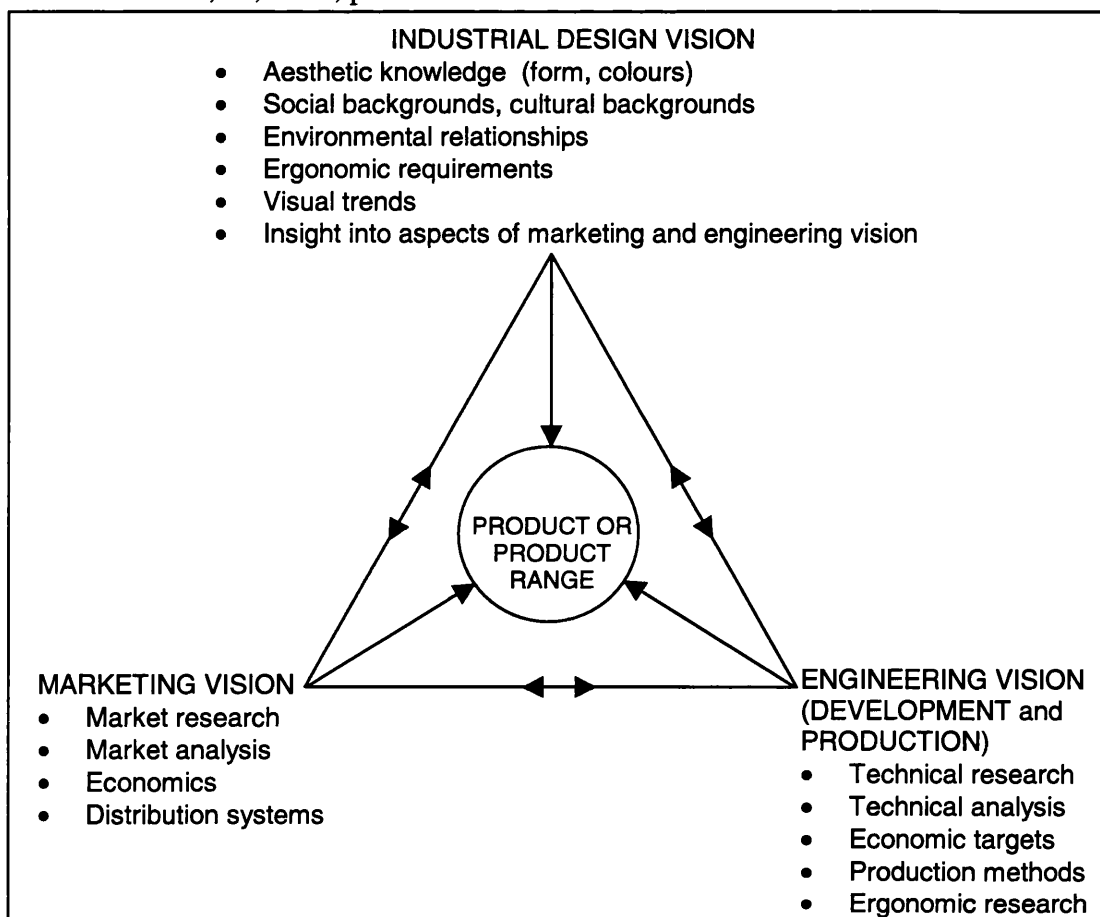 INDUSTRIAL DESIGN VISION
• Aesthetic knowledge (form, colours)
• Social backgrounds, cultural backgrounds
• Environmental relationships
• Ergonomic requirements
• Visual trends
• Insight into aspects of marketing and engineering vision
PRODUCT OR
PRODUCT
RANGE
MARKETING VISION
• Market research
• Market analysis
• Economics
• Distribution systems
ENGINEERING VISION
(DEVELOPMENT and
PRODUCTION)
• Technical research
• Technical analysis
• Economic targets
• Production methods
• Ergonomic research